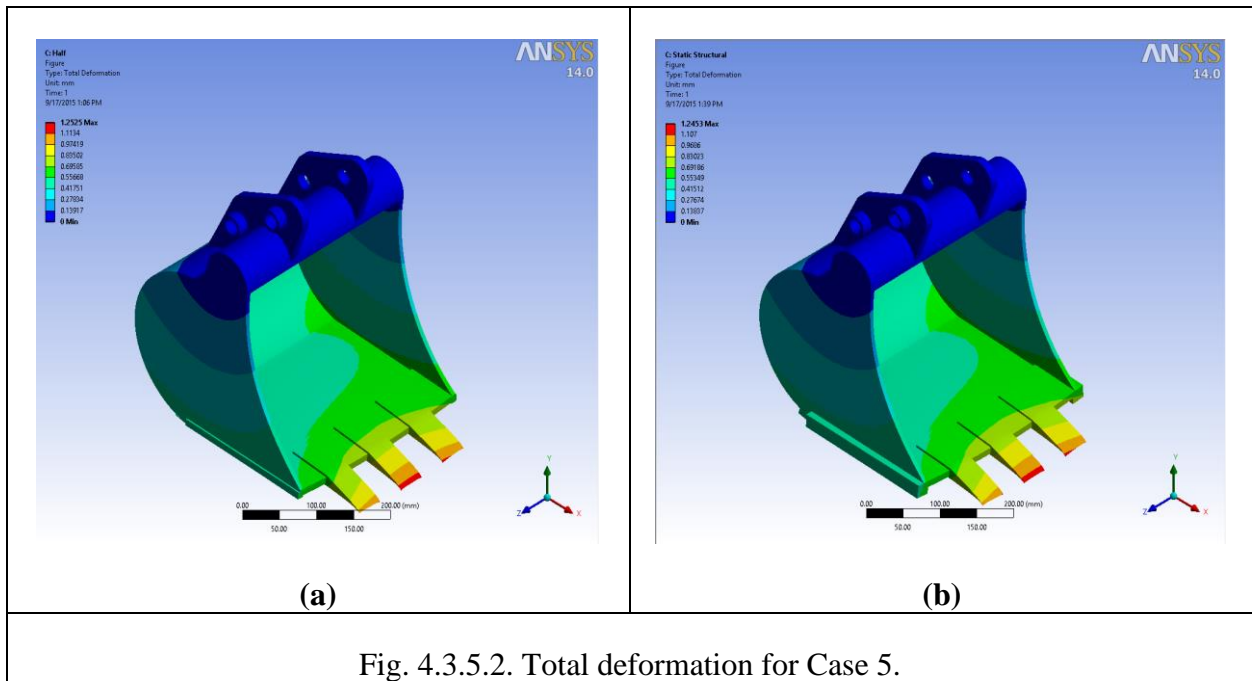 C: Half
Figure
Type: Total Deformation
Unit: mm
Time: 1
9/17/2015 1:06 PM
1.2525 Max
1.1134
0.97419
0.83502
0.69585
0.55668
0.41751
0.27834
0.13917
0 Min
ANSYS
14.0
Y
Z
X
0.00 100.00 200.00 (mm)
50.00 150.00
(a)
C: Static Structural
Figure
Type: Total Deformation
Unit: mm
Time: 1
9/17/2015 1:39 PM
1.2453 Max
1.107
0.9686
0.83023
0.69186
0.55349
0.41512
0.27674
0.13837
0 Min
ANSYS
14.0
Y
Z
X
0.00 100.00 200.00 (mm)
50.00 150.00
(b)
Fig. 4.3.5.2. Total deformation for Case 5.